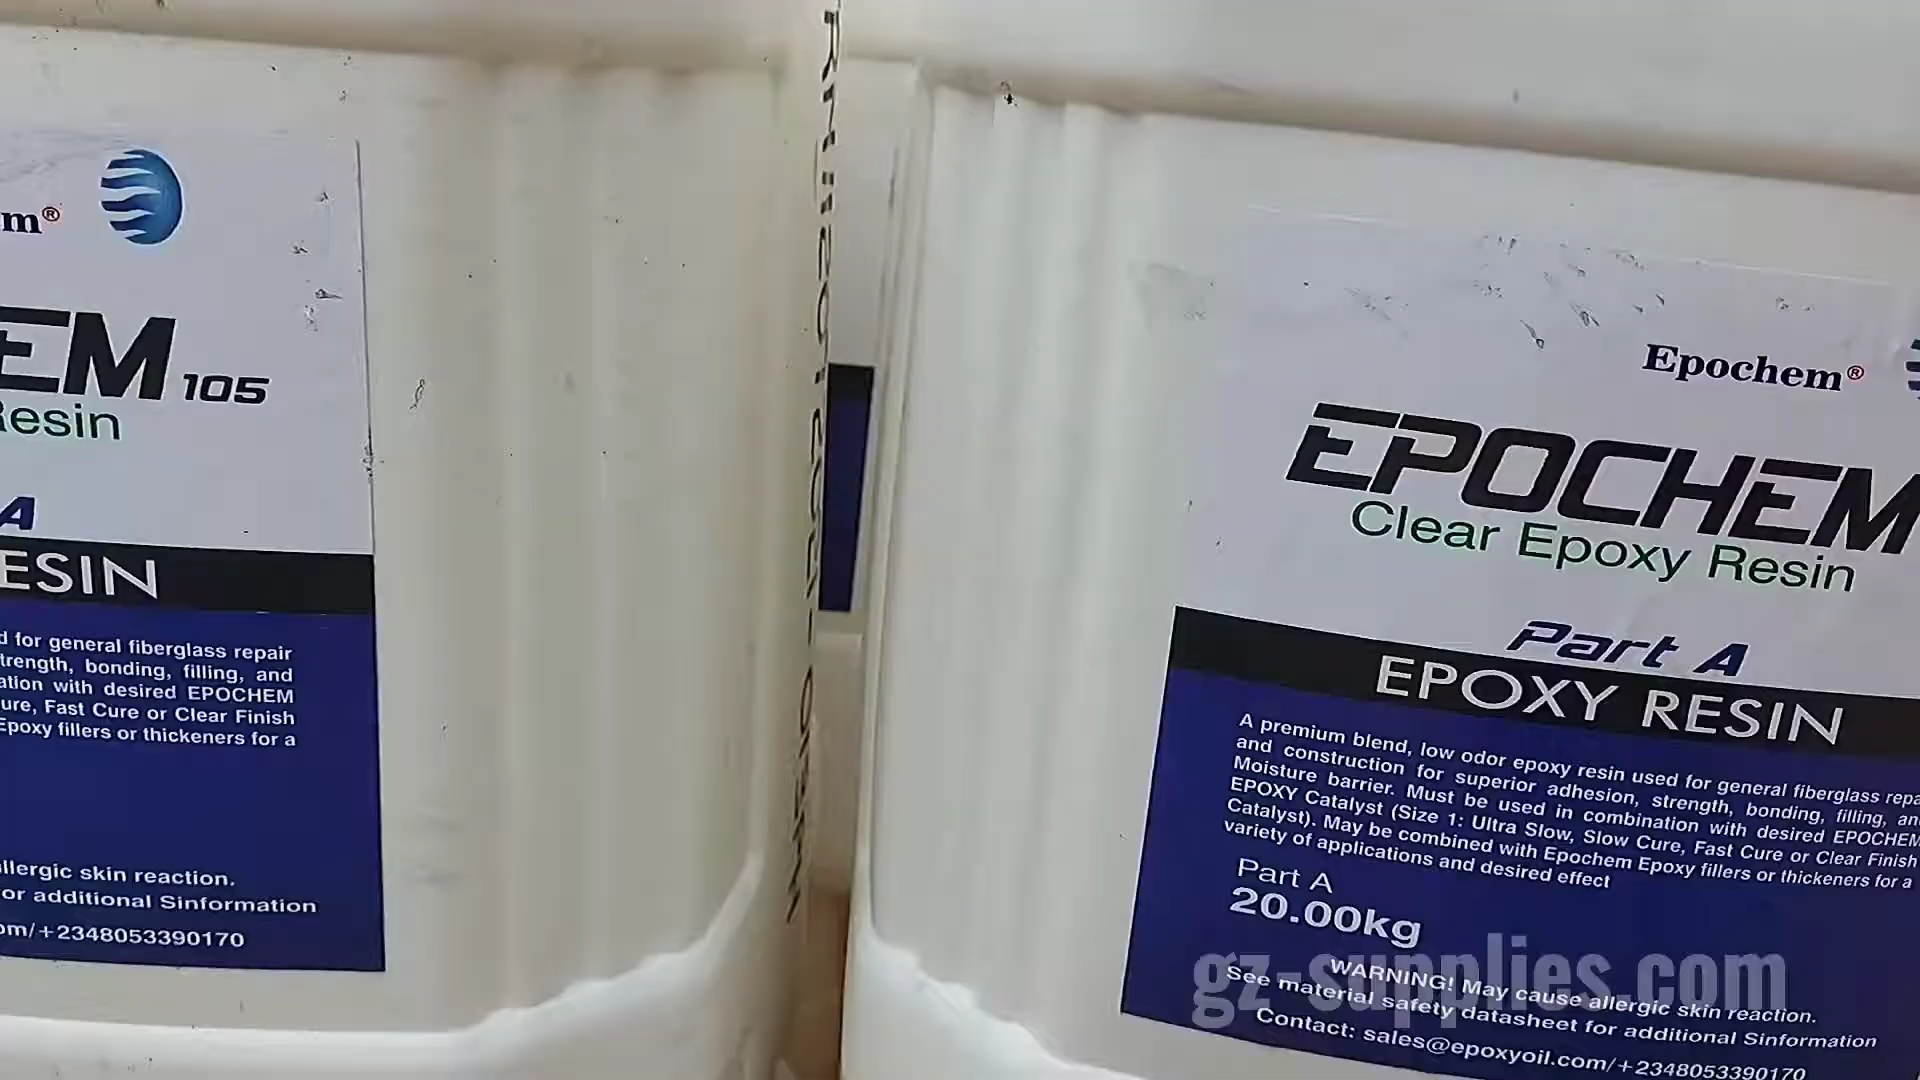 m®
EM 105
Resin
A
ESIN
d for general fiberglass repair
trength, bonding, filling, and
ation with desired EPOCHEM
ure, Fast Cure or Clear Finish
Epoxy fillers or thickeners for a
allergic skin reaction.
or additional Sinformation
om/+2348053390170
Epochem®
EPOCHEM
Clear Epoxy Resin
Part A
EPOXY RESIN
A premium blend, low odor epoxy resin used for general fiberglass repa
and construction for superior adhesion, strength, bonding, filling, an
Moisture barrier. Must be used in combination with desired EPOCHEM
EPOXY Catalyst (Size 1: Ultra Slow, Slow Cure, Fast Cure or Clear Finish
Catalyst). May be combined with Epochem Epoxy fillers or thickeners for a
variety of applications and desired effect
Part A
20.00kg
gz-supplies.com
WARNING! May cause allergic skin reaction.
See material safety datasheet for additional Sinformation
Contact: sales@epoxyoil.com/+2348053390170